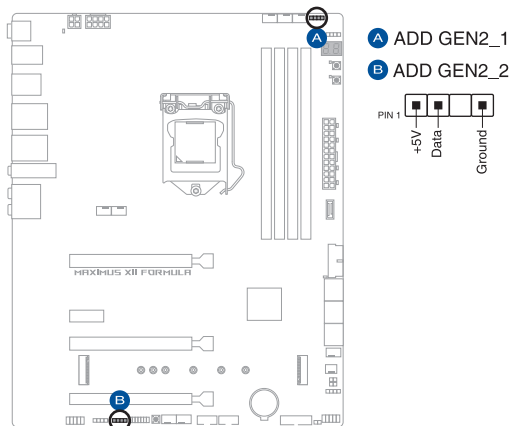 A
A ADD GEN2_1
B ADD GEN2_2
PIN 1
+5V
Data
Ground
MAXIMUS XII FORMULA
B